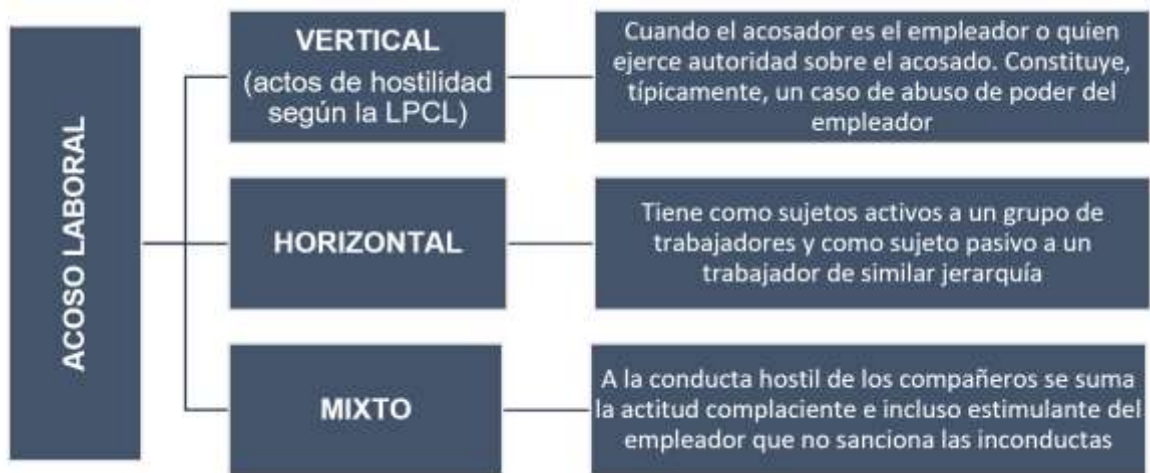 ACOSO LABORAL
VERTICAL
(actos de hostilidad
según la LPCL)
Cuando el acosador es el empleador o quien
ejerce autoridad sobre el acosado. Constituye,
típicamente, un caso de abuso de poder del
empleador
HORIZONTAL
Tiene como sujetos activos a un grupo de
trabajadores y como sujeto pasivo a un
trabajador de similar jerarquía
MIXTO
A la conducta hostil de los compañeros se suma
la actitud complaciente e incluso estimulante del
empleador que no sanciona las inconductas